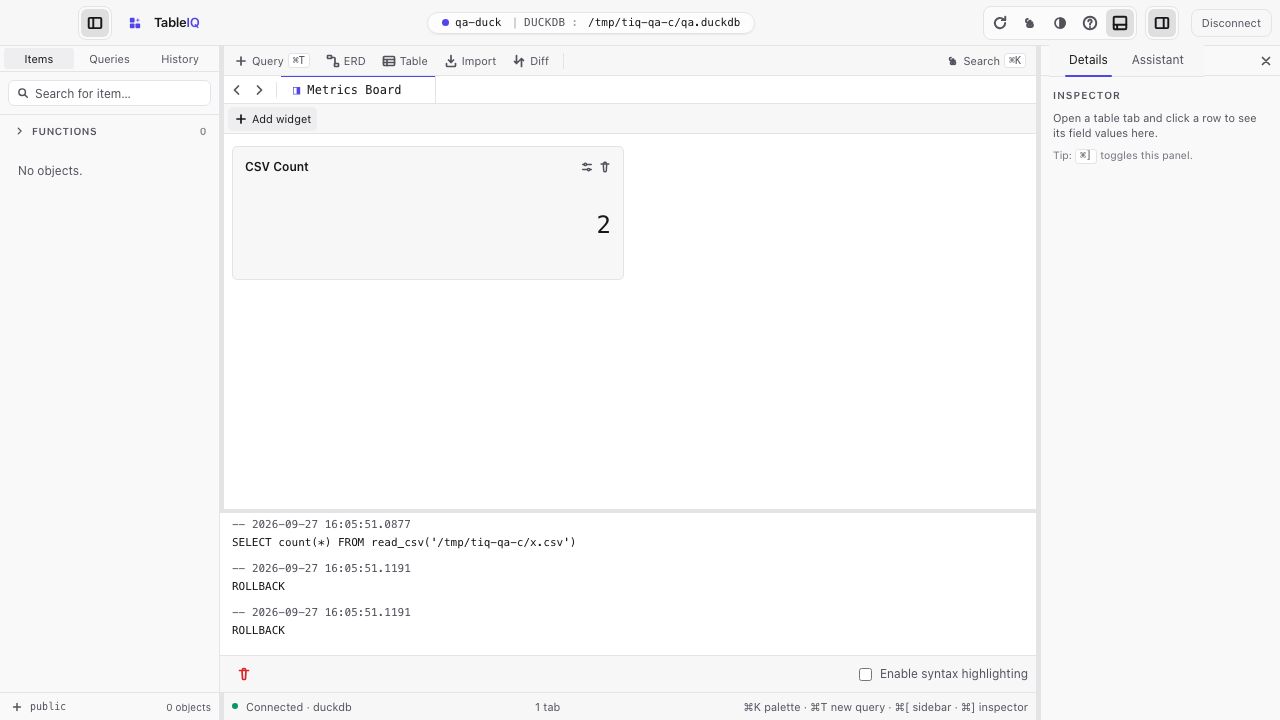 TableIQ
qa-duck | DUCKDB : /tmp/tiq-qa-c/qa.duckdb
Disconnect
Items Queries History
Search for item...
FUNCTIONS 0
No objects.
Query ⌘T ERD Table Import Diff Search ⌘K
Metrics Board
Add widget
CSV Count
2
Details Assistant
INSPECTOR
Open a table tab and click a row to see
its field values here.
Tip: ⌘] toggles this panel.
-- 2026-09-27 16:05:51.0877
SELECT count(*) FROM read_csv('/tmp/tiq-qa-c/x.csv')
-- 2026-09-27 16:05:51.1191
ROLLBACK
-- 2026-09-27 16:05:51.1191
ROLLBACK
Enable syntax highlighting
+ public 0 objects
Connected · duckdb 1 tab ⌘K palette · ⌘T new query · ⌘[ sidebar · ⌘] inspector